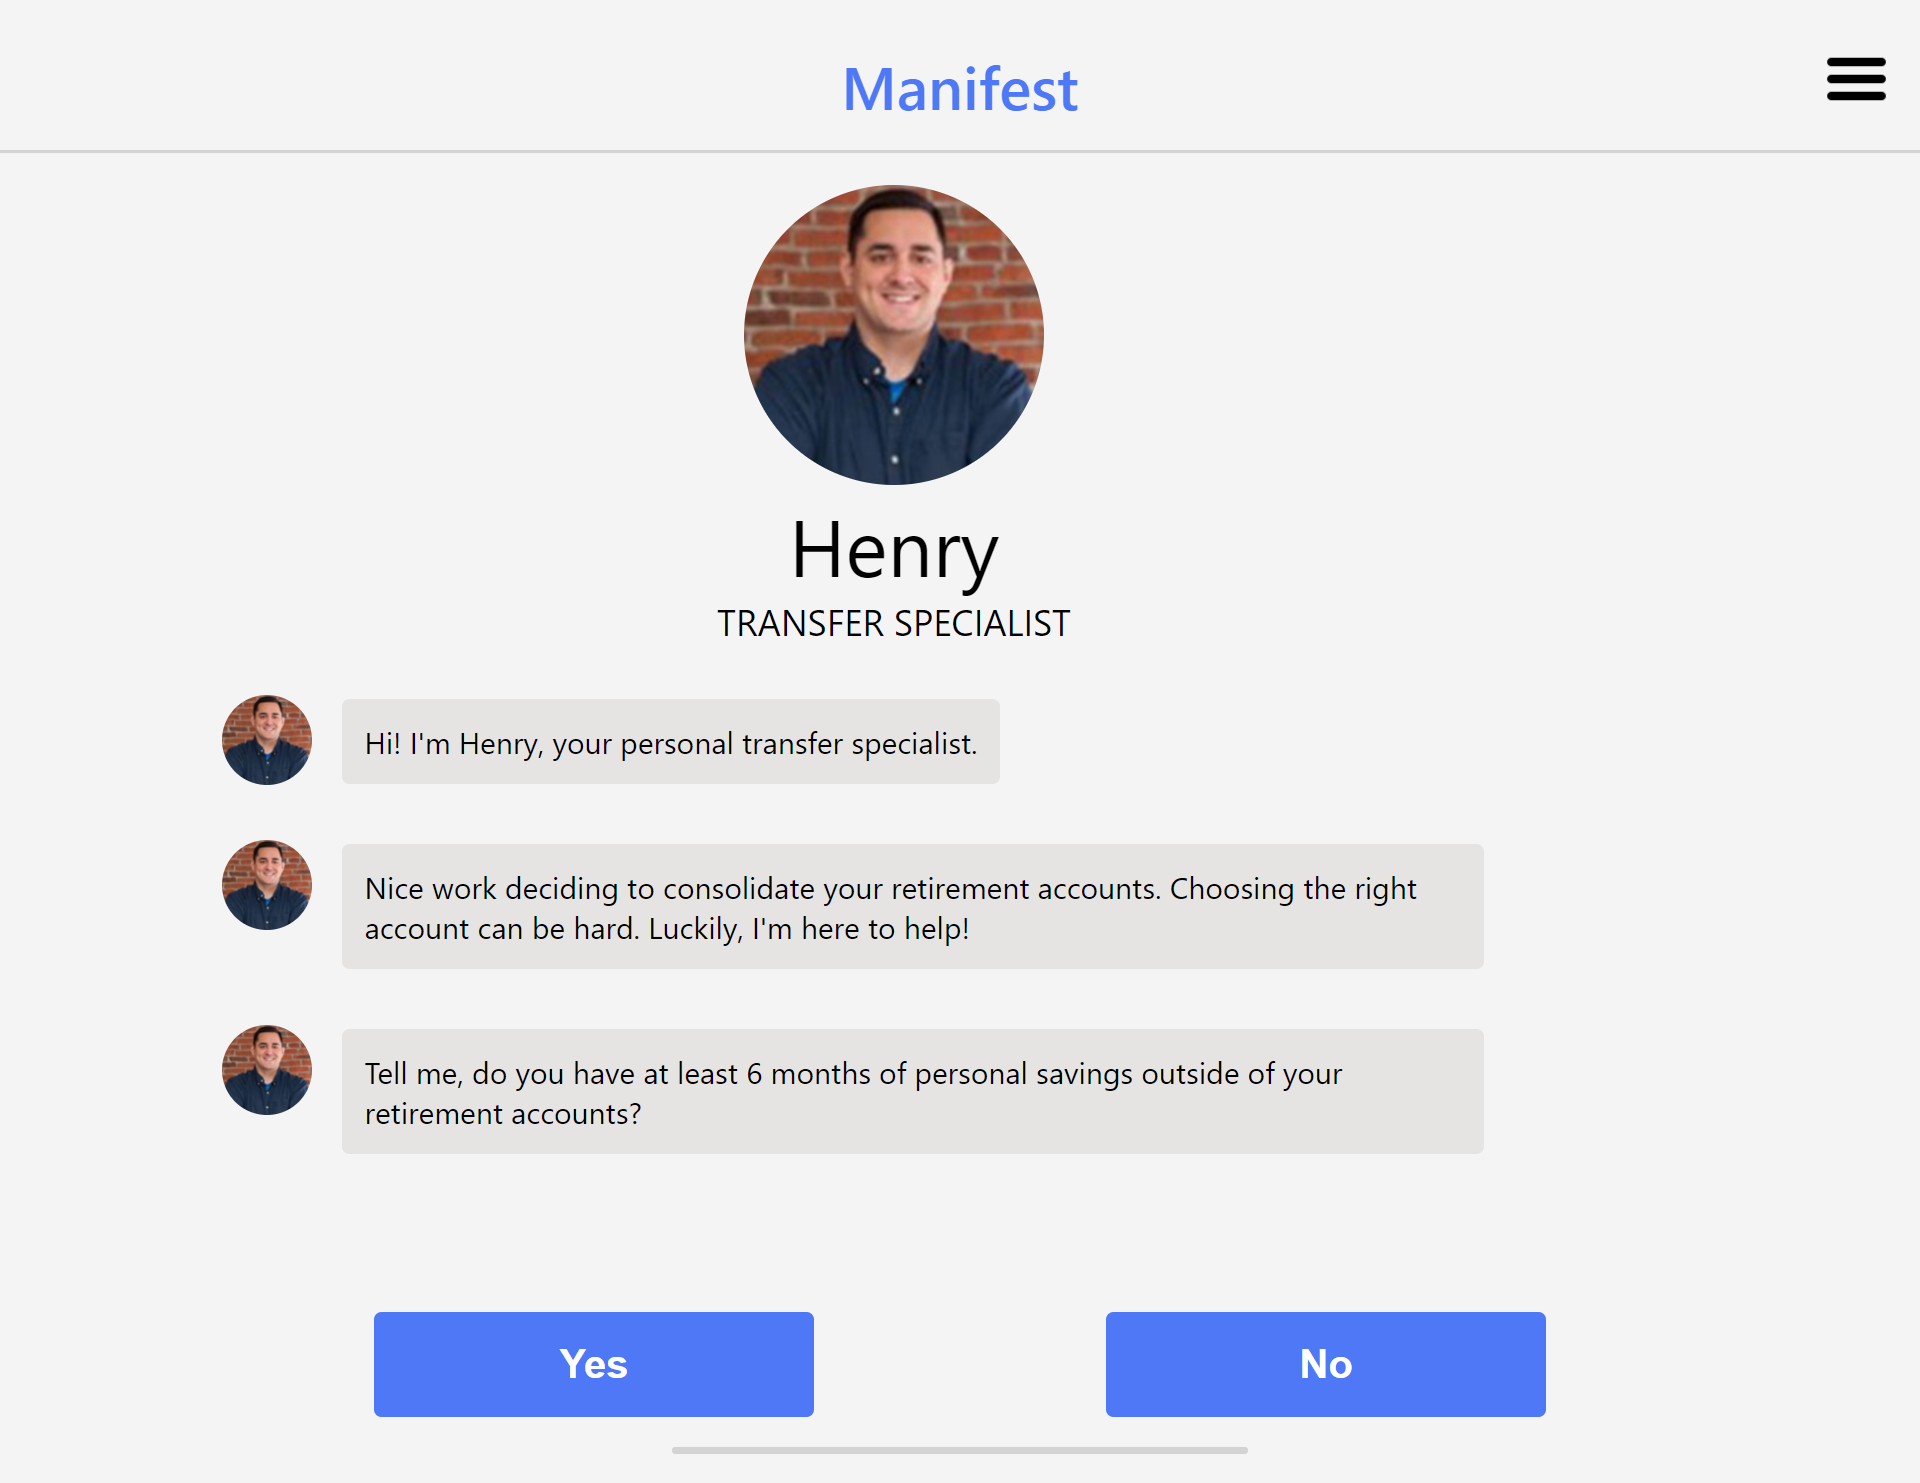 Manifest
Henry
TRANSFER SPECIALIST
Hi! I'm Henry, your personal transfer specialist.
Nice work deciding to consolidate your retirement accounts. Choosing the right
account can be hard. Luckily, I'm here to help!
Tell me, do you have at least 6 months of personal savings outside of your
retirement accounts?
Yes
No